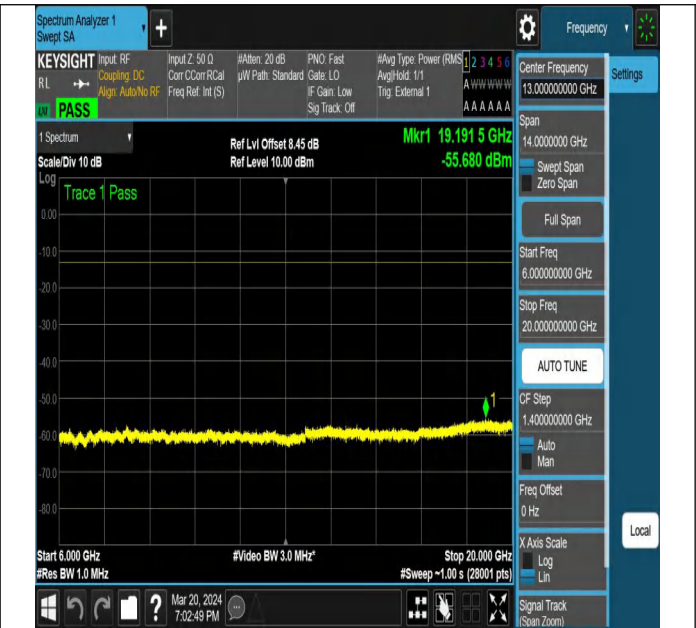 Spectrum Analyzer 1
Swept SA
+
Frequency
KEYSIGHT
Input: RF
Coupling: DC
Align: Auto/No RF
Input Z: 50 Ω
Corr CCorr RCal
Freq Ref: Int (S)
#Atten: 20 dB
µW Path: Standard
PNO: Fast
Gate: LO
IF Gain: Low
Sig Track: Off
#Avg Type: Power (RMS
Avg|Hold: 1/1
Trig: External 1
1 2 3 4 5 6
A W W W W W
A A A A A A
RL
PASS
1 Spectrum
Scale/Div 10 dB
Log
Ref Lvl Offset 8.45 dB
Ref Level 10.00 dBm
Mkr1 19.191 5 GHz
-55.680 dBm
Trace 1 Pass
0.00
-10.0
-20.0
-30.0
-40.0
-50.0
-60.0
-70.0
-80.0
1
Start 6.000 GHz
#Res BW 1.0 MHz
#Video BW 3.0 MHz*
Stop 20.000 GHz
#Sweep ~1.00 s (28001 pts)
?
Mar 20, 2024
7:02:49 PM
Center Frequency
13.000000000 GHz
Settings
Span
14.0000000 GHz
Swept Span
Zero Span
Full Span
Start Freq
6.000000000 GHz
Stop Freq
20.000000000 GHz
AUTO TUNE
CF Step
1.400000000 GHz
Auto
Man
Freq Offset
0 Hz
X Axis Scale
Log
Lin
Local
Signal Track
(Span Zoom)